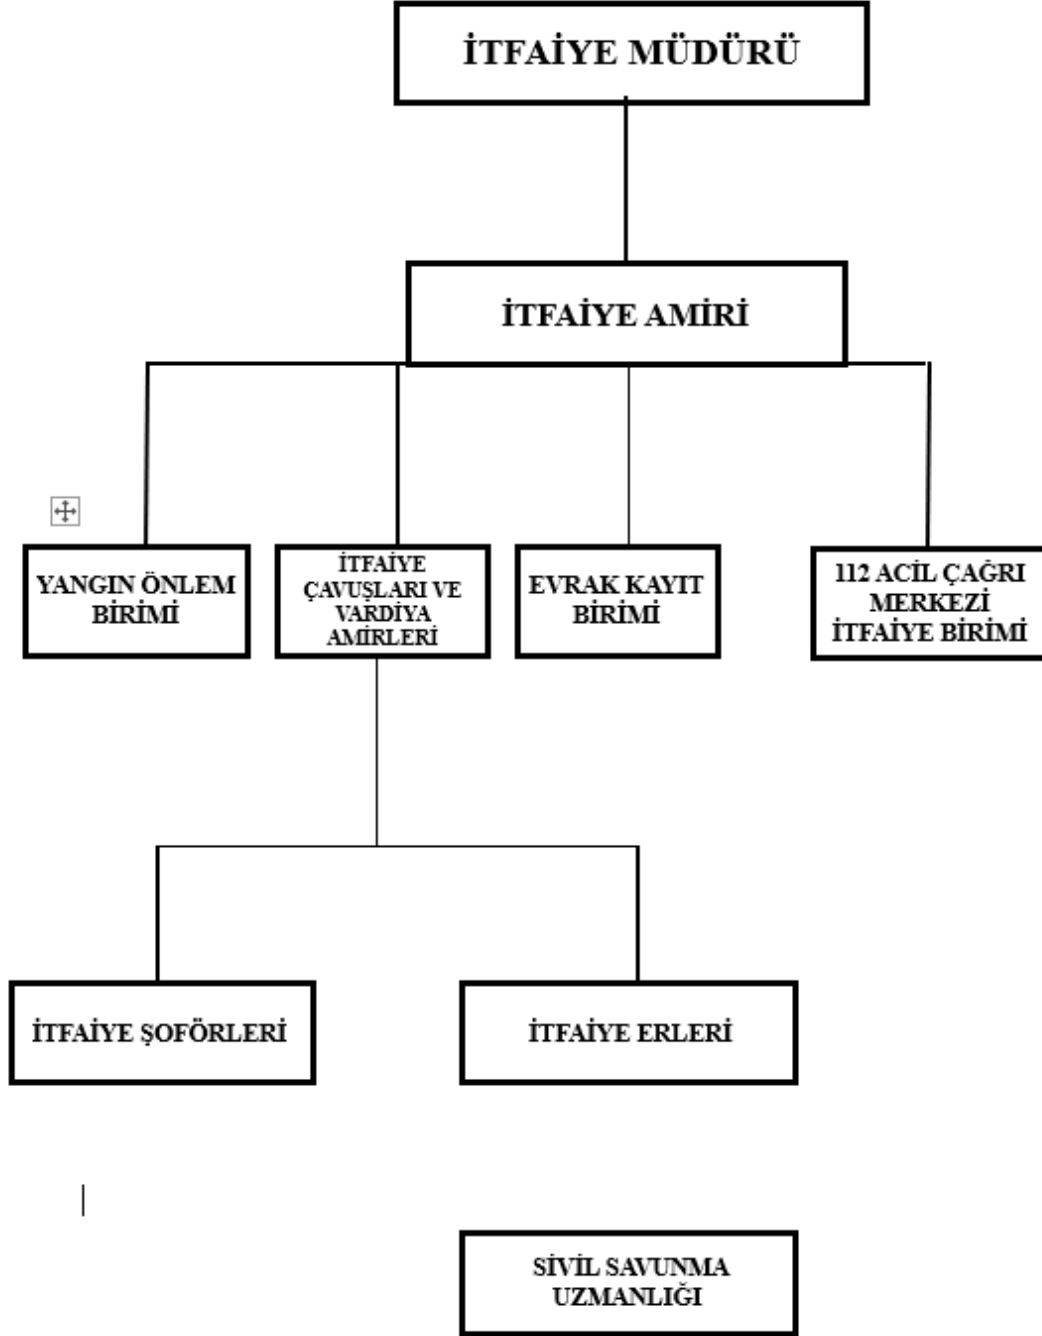 İTFAİYE MÜDÜRÜ
İTFAİYE AMİRİ
YANGIN ÖNLEM
BİRİMİ
İTFAİYE
ÇAVUŞLARI VE
VARDİYA
AMİRLERİ
EVRAK KAYIT
BİRİMİ
112 ACİL ÇAĞRI
MERKEZİ
İTFAİYE BİRİMİ
İTFAİYE ŞOFÖRLERİ
İTFAİYE ERLERİ
SİVİL SAVUNMA
UZMANLIĞI